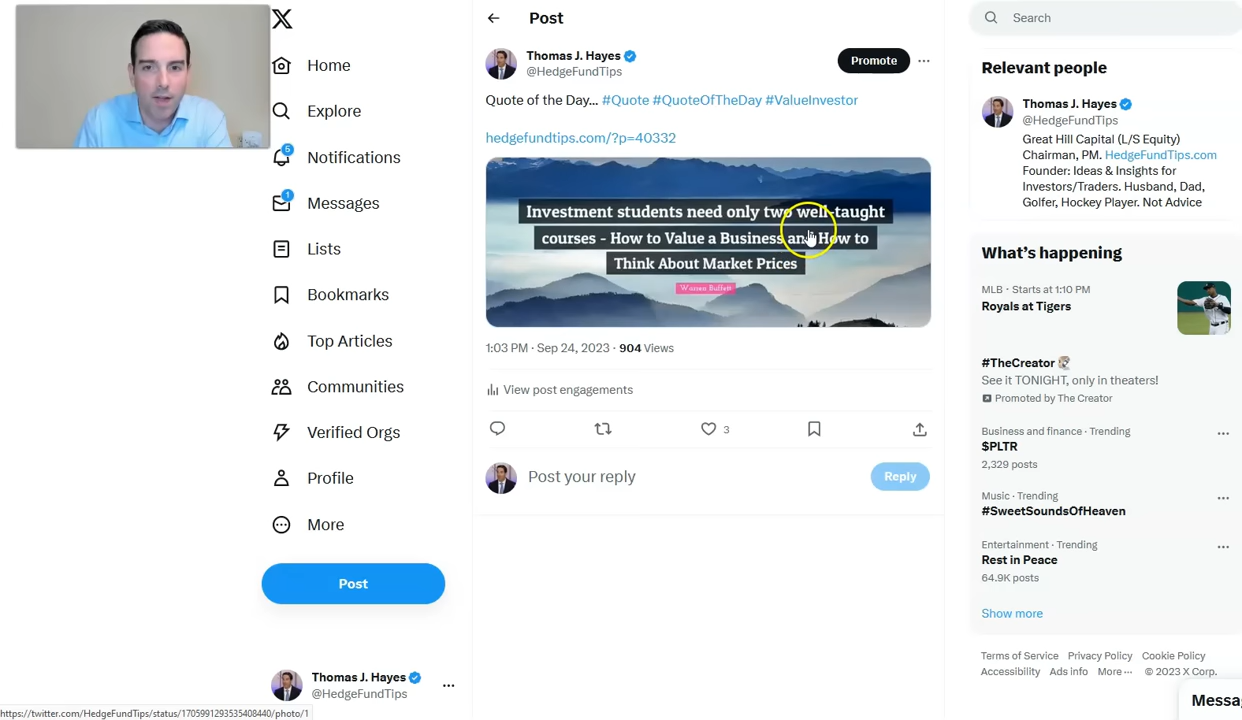 X
Home
Explore
5
Notifications
1
Messages
Lists
Bookmarks
Top Articles
Communities
Verified Orgs
Profile
More
Post
Thomas J. Hayes
@HedgeFundTips
https://twitter.com/HedgeFundTips/status/1705991293535408440/photo/1
Post
Thomas J. Hayes
@HedgeFundTips
Promote
Quote of the Day... #Quote #QuoteOfTheDay #ValueInvestor
hedgefundtips.com/?p=40332
Investment students need only two well-taught
courses - How to Value a Business and How to
Think About Market Prices
Warren Buffett
1:03 PM · Sep 24, 2023 · 904 Views
View post engagements
3
Post your reply
Reply
Search
Relevant people
Thomas J. Hayes
@HedgeFundTips
Great Hill Capital (L/S Equity)
Chairman, PM. HedgeFundTips.com
Founder: Ideas & Insights for
Investors/Traders. Husband, Dad,
Golfer, Hockey Player. Not Advice
What's happening
MLB · Starts at 1:10 PM
Royals at Tigers
#TheCreator
See it TONIGHT, only in theaters!
Promoted by The Creator
Business and finance · Trending
$PLTR
2,329 posts
Music · Trending
#SweetSoundsOfHeaven
Entertainment · Trending
Rest in Peace
64.9K posts
Show more
Terms of Service Privacy Policy Cookie Policy
Accessibility Ads info More ··· © 2023 X Corp.
Messa